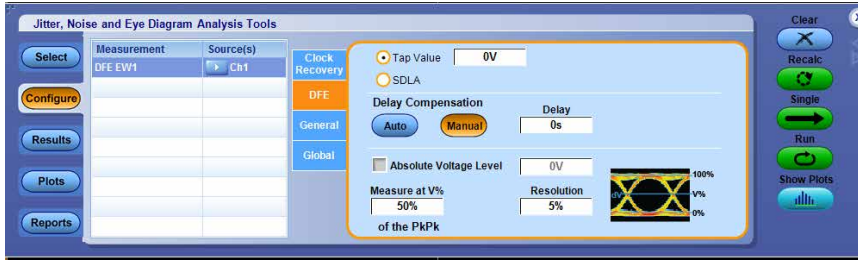 Jitter, Noise and Eye Diagram Analysis Tools
Clear
Select
Measurement Source(s)
DFE EW1 Ch1
Clock Recovery
Tap Value 0V
SDLA
Recalc
Configure
DFE
Delay Compensation
Delay
Auto Manual 0s
Single
General
Results
Global
Absolute Voltage Level 0V
Run
Plots
Measure at V%
50%
Resolution
5%
of the PkPk
dV
100%
V%
0%
Show Plots
Reports